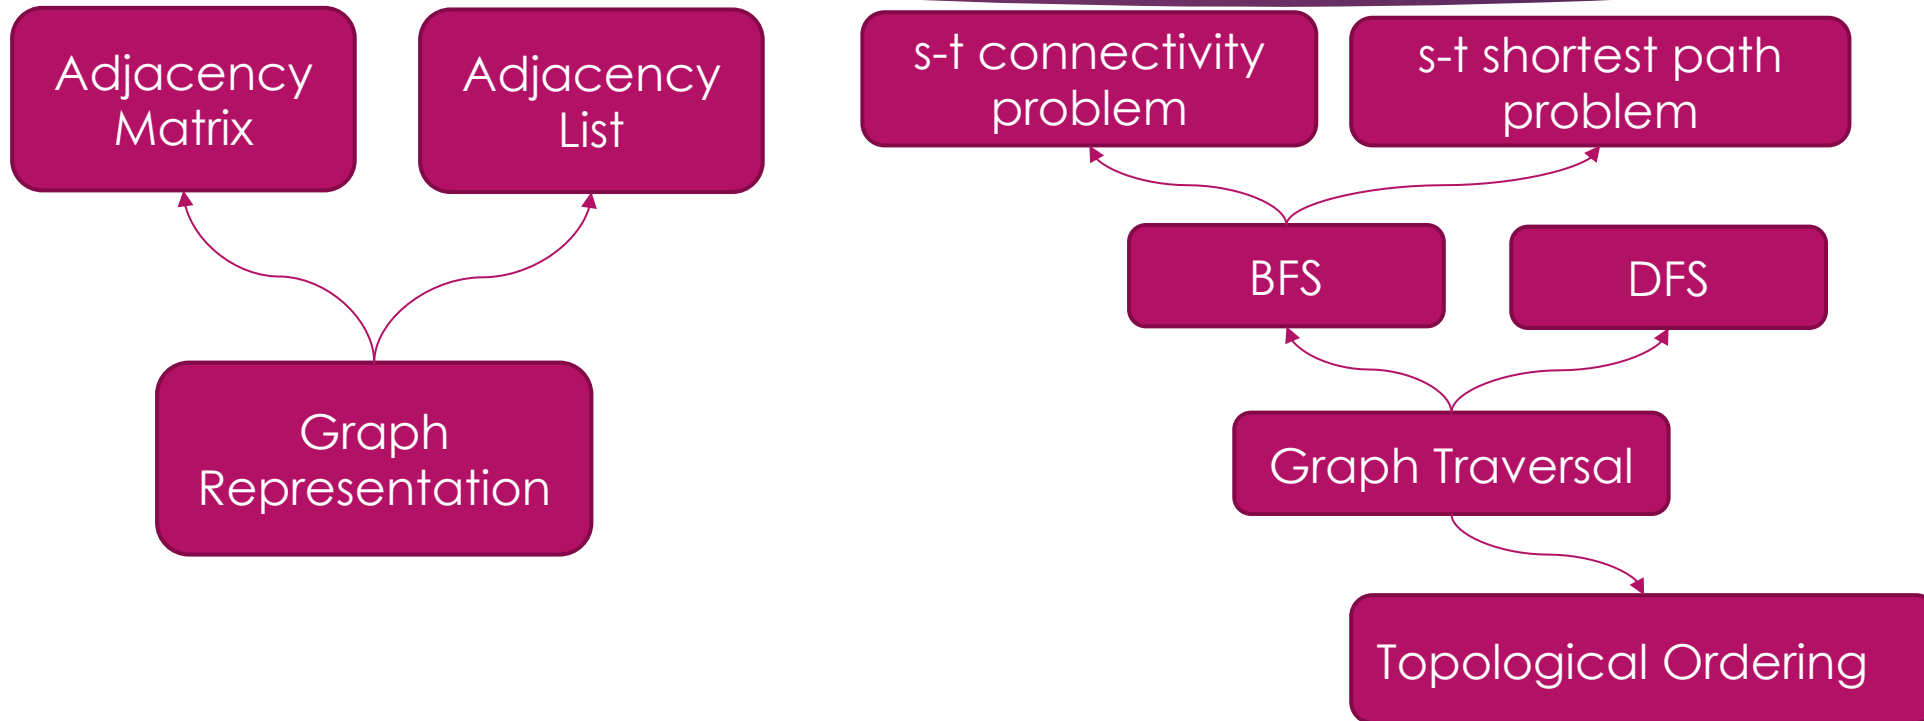 Adjacency
Matrix
Adjacency
List
Graph
Representation
s-t connectivity
problem
s-t shortest path
problem
BFS
DFS
Graph Traversal
Topological Ordering